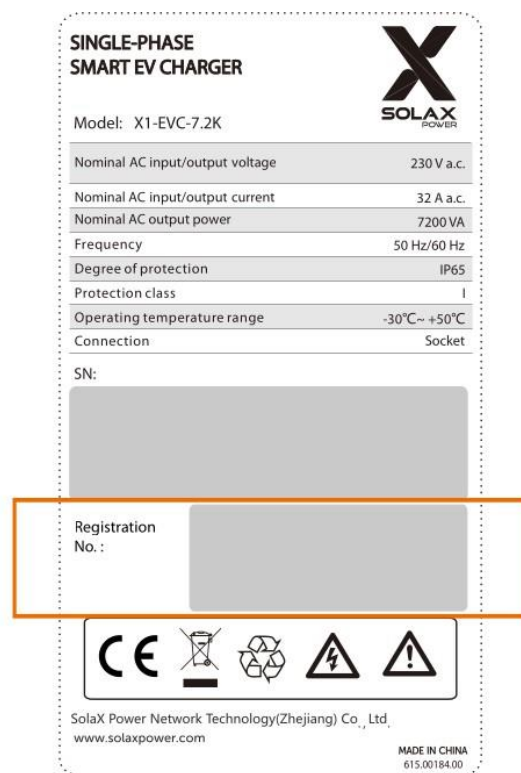 SINGLE-PHASE
SMART EV CHARGER
SOLAX
POWER
Model: X1-EVC-7.2K
Nominal AC input/output voltage 230 V a.c.
Nominal AC input/output current 32 A a.c.
Nominal AC output power 7200 VA
Frequency 50 Hz/60 Hz
Degree of protection IP65
Protection class I
Operating temperature range -30℃~ +50℃
Connection Socket
SN:
Registration
No. :
CE
SolaX Power Network Technology(Zhejiang) Co., Ltd.
www.solaxpower.com
MADE IN CHINA
615.00184.00